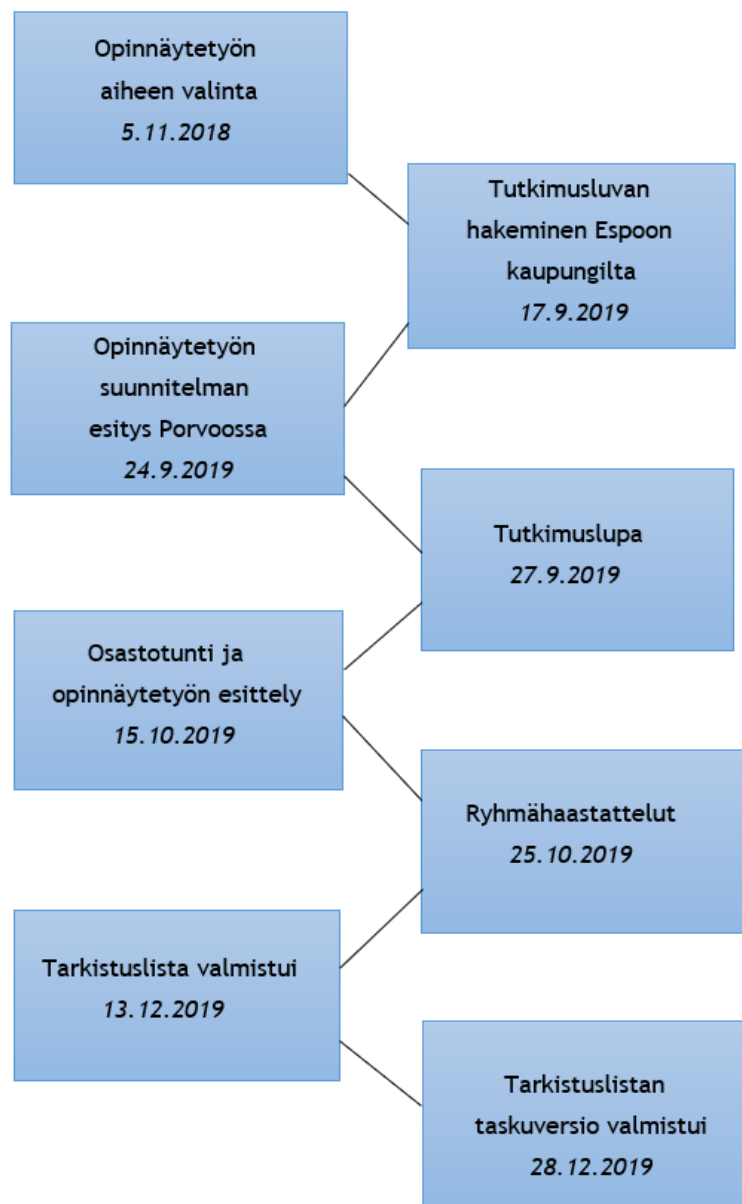 Opinnäytetyön
aiheen valinta
5.11.2018
Tutkimusluvan
hakeminen Espoon
kaupungilta
17.9.2019
Opinnäytetyön
suunnitelman
esitys Porvoossa
24.9.2019
Tutkimuslupa
27.9.2019
Osastotunti ja
opinnäytetyön esittely
15.10.2019
Ryhmähaastattelut
25.10.2019
Tarkistuslista valmistui
13.12.2019
Tarkistuslistan
taskuversio valmistui
28.12.2019